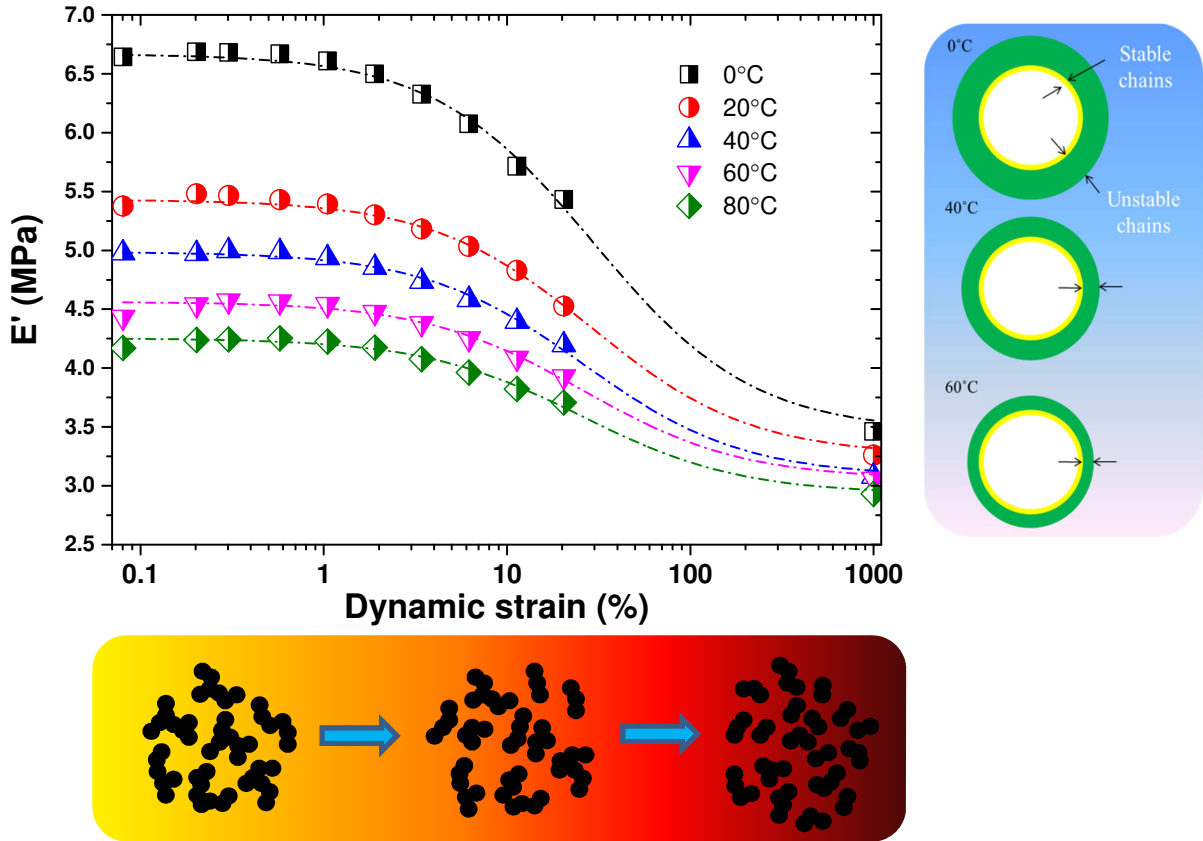 7.0
6.5
6.0
5.5
5.0
4.5
4.0
3.5
3.0
2.5
E' (MPa)
0.1
1
10
100
1000
Dynamic strain (%)
0°C
20°C
40°C
60°C
80°C
0°C
Stable
chains
Unstable
chains
40°C
60°C